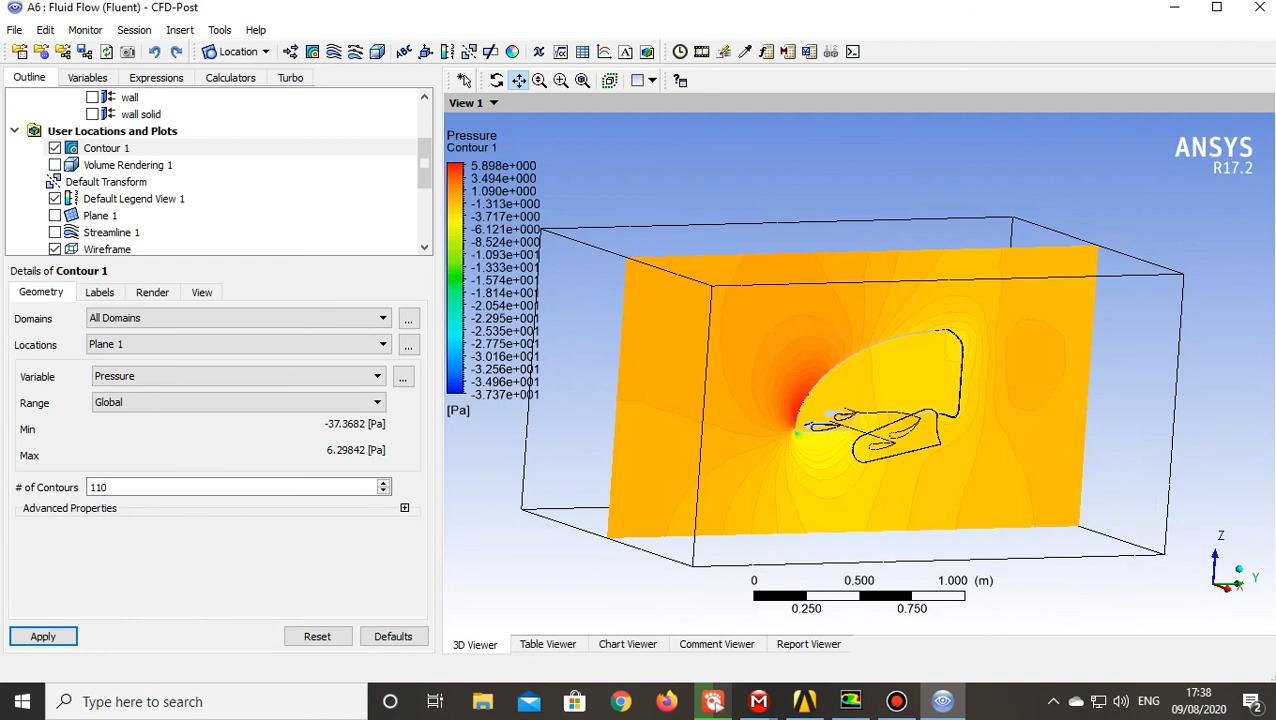 A6 : Fluid Flow (Fluent) - CFD-Post
File Edit Monitor Session Insert Tools Help
Location
Outline Variables Expressions Calculators Turbo
wall
wall solid
User Locations and Plots
Contour 1
Volume Rendering 1
Default Transform
Default Legend View 1
Plane 1
Streamline 1
Wireframe
Details of Contour 1
Geometry Labels Render View
Domains All Domains ...
Locations Plane 1 ...
Variable Pressure ...
Range Global
Min -37.3682 [Pa]
Max 6.29842 [Pa]
# of Contours 110
Advanced Properties
Apply Reset Defaults
View 1
Pressure
Contour 1
5.898e+000
3.494e+000
1.090e+000
-1.313e+000
-3.717e+000
-6.121e+000
-8.524e+000
-1.093e+001
-1.333e+001
-1.574e+001
-1.814e+001
-2.054e+001
-2.295e+001
-2.535e+001
-2.775e+001
-3.016e+001
-3.256e+001
-3.496e+001
-3.737e+001
[Pa]
ANSYS
R17.2
0 0.500 1.000 (m)
0.250 0.750
Z
Y
X
3D Viewer Table Viewer Chart Viewer Comment Viewer Report Viewer
Type here to search
ENG
17:38
09/08/2020
2